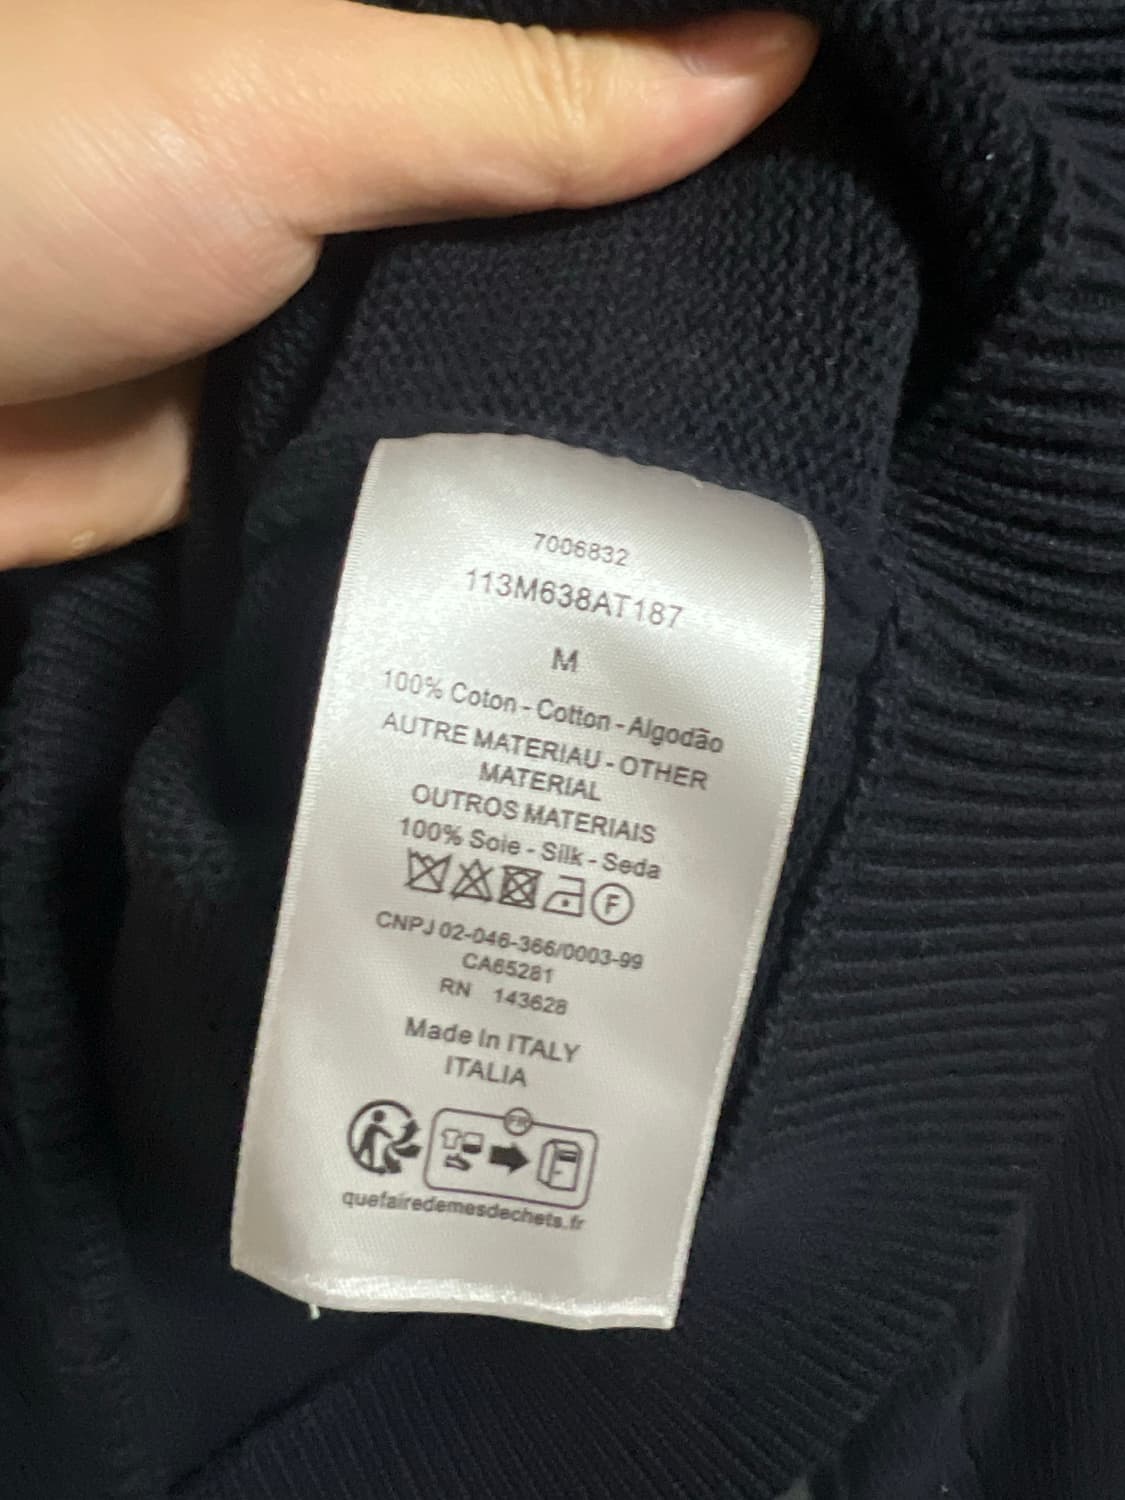 7006832
113M638AT187
M
100% Coton - Cotton - Algodão
AUTRE MATERIAU - OTHER
MATERIAL
OUTROS MATERIAIS
100% Soie - Silk - Seda
F
CNPJ 02-046-366/0003-99
CA65281
RN 143628
Made In ITALY
ITALIA
FR
quefairedemesdechets.fr